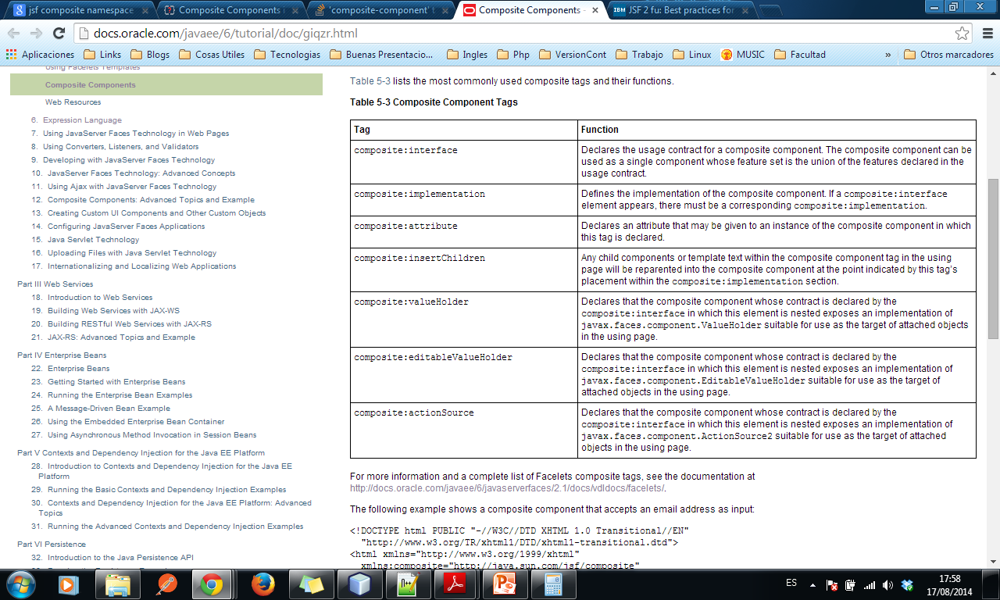 jsf composite namespace
Composite Components i
'composite-component' t
Composite Components -
IBM JSF 2 fu: Best practices for
docs.oracle.com/javaee/6/tutorial/doc/giqzr.html
Aplicaciones Links Blogs Cosas Utiles Tecnologias Buenas Presentacio... Ingles Php VersionCont Trabajo Linux MUSIC Facultad » Otros marcadores
Using Facelets Templates
Composite Components
Web Resources
6. Expression Language
7. Using JavaServer Faces Technology in Web Pages
8. Using Converters, Listeners, and Validators
9. Developing with JavaServer Faces Technology
10. JavaServer Faces Technology: Advanced Concepts
11. Using Ajax with JavaServer Faces Technology
12. Composite Components: Advanced Topics and Example
13. Creating Custom UI Components and Other Custom Objects
14. Configuring JavaServer Faces Applications
15. Java Servlet Technology
16. Uploading Files with Java Servlet Technology
17. Internationalizing and Localizing Web Applications
Part III Web Services
18. Introduction to Web Services
19. Building Web Services with JAX-WS
20. Building RESTful Web Services with JAX-RS
21. JAX-RS: Advanced Topics and Example
Part IV Enterprise Beans
22. Enterprise Beans
23. Getting Started with Enterprise Beans
24. Running the Enterprise Bean Examples
25. A Message-Driven Bean Example
26. Using the Embedded Enterprise Bean Container
27. Using Asynchronous Method Invocation in Session Beans
Part V Contexts and Dependency Injection for the Java EE Platform
28. Introduction to Contexts and Dependency Injection for the Java EE
Platform
29. Running the Basic Contexts and Dependency Injection Examples
30. Contexts and Dependency Injection for the Java EE Platform: Advanced
Topics
31. Running the Advanced Contexts and Dependency Injection Examples
Part VI Persistence
32. Introduction to the Java Persistence API
Table 5-3 lists the most commonly used composite tags and their functions.
Table 5-3 Composite Component Tags
Tag Function
composite:interface
Declares the usage contract for a composite component. The composite component can be
used as a single component whose feature set is the union of the features declared in the
usage contract.
composite:implementation
Defines the implementation of the composite component. If a composite:interface
element appears, there must be a corresponding composite:implementation.
composite:attribute
Declares an attribute that may be given to an instance of the composite component in which
this tag is declared.
composite:insertChildren
Any child components or template text within the composite component tag in the using
page will be reparented into the composite component at the point indicated by this tag's
placement within the composite:implementation section.
composite:valueHolder
Declares that the composite component whose contract is declared by the
composite:interface in which this element is nested exposes an implementation of
javax.faces.component.ValueHolder suitable for use as the target of attached objects
in the using page.
composite:editableValueHolder
Declares that the composite component whose contract is declared by the
composite:interface in which this element is nested exposes an implementation of
javax.faces.component.EditableValueHolder suitable for use as the target of
attached objects in the using page.
composite:actionSource
Declares that the composite component whose contract is declared by the
composite:interface in which this element is nested exposes an implementation of
javax.faces.component.ActionSource2 suitable for use as the target of attached
objects in the using page.
For more information and a complete list of Facelets composite tags, see the documentation at
http://docs.oracle.com/javaee/6/javaserverfaces/2.1/docs/vdldocs/facelets/.
The following example shows a composite component that accepts an email address as input:
<!DOCTYPE html PUBLIC "-//W3C//DTD XHTML 1.0 Transitional//EN"
"http://www.w3.org/TR/xhtml1/DTD/xhtml1-transitional.dtd">
<html xmlns="http://www.w3.org/1999/xhtml"
xmlns:composite="http://java.sun.com/jsf/composite"
ES
17:58
17/08/2014